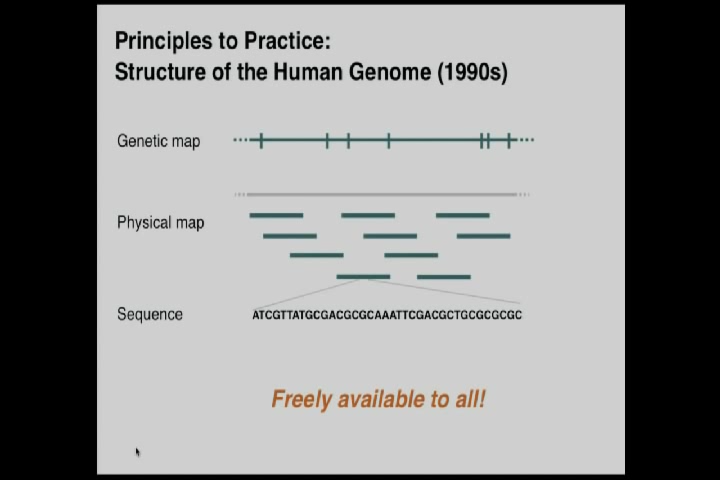 Principles to Practice:
Structure of the Human Genome (1990s)
Genetic map
Physical map
Sequence
ATCGTTATGCGACGCGCAAATTCGACGCTGCGCGCGC
Freely available to all!